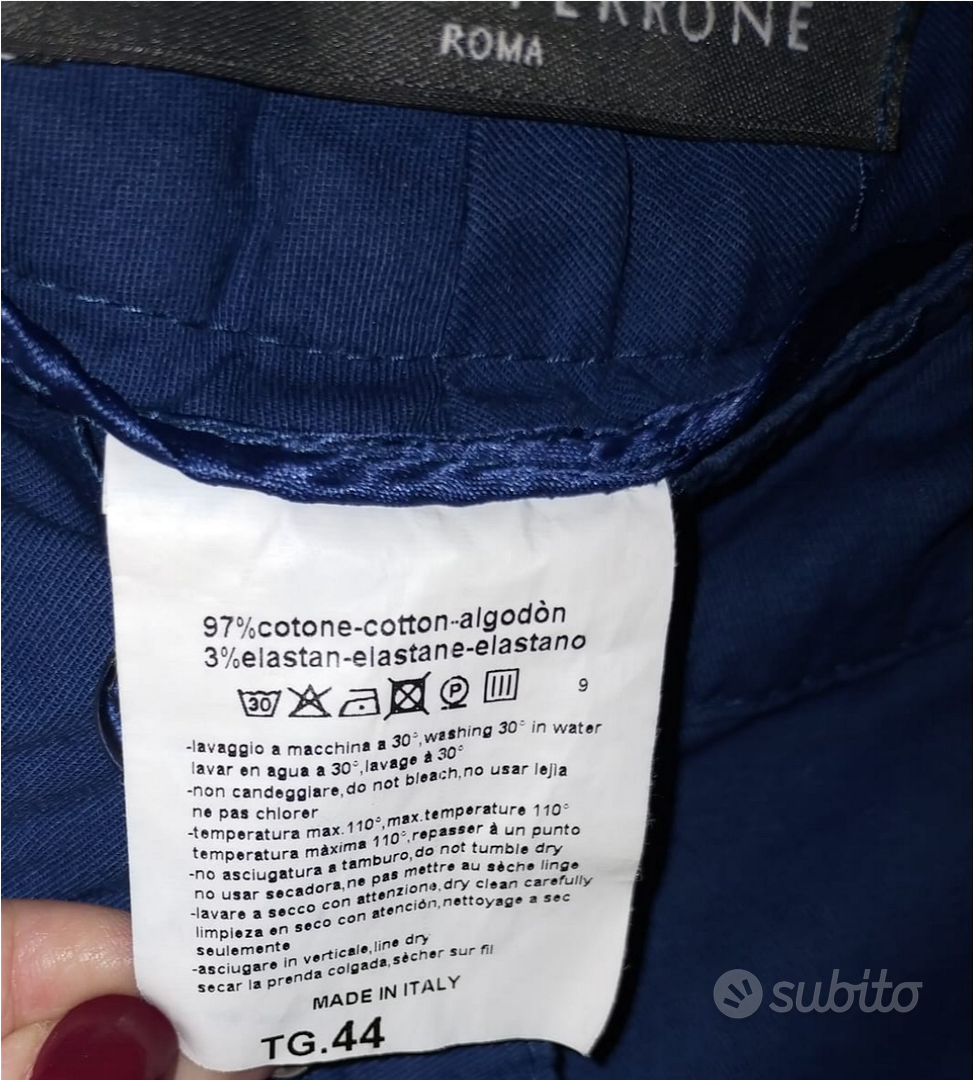 ERRONE
ROMA
97%cotone-cotton-algodòn
3%elastan-elastane-elastano
30 P 9
-lavaggio a macchina a 30°,washing 30° in water
lavar en agua a 30°,lavage à 30°
-non candeggiare,do not bleach,no usar lejia
ne pas chlorer
-temperatura max.110°,max.temperature 110°
temperatura màxima 110°,repasser à un punto
-no asciugatura a tamburo,do not tumble dry
no usar secadora,ne pas mettre au sèche linge
-lavare a secco con attenzione,dry clean carefully
limpieza en seco con atención,nettoyage a sec
seulemente
-asciugare in verticale,line dry
secar la prenda colgada,sècher sur fil
MADE IN ITALY
TG.44
subito